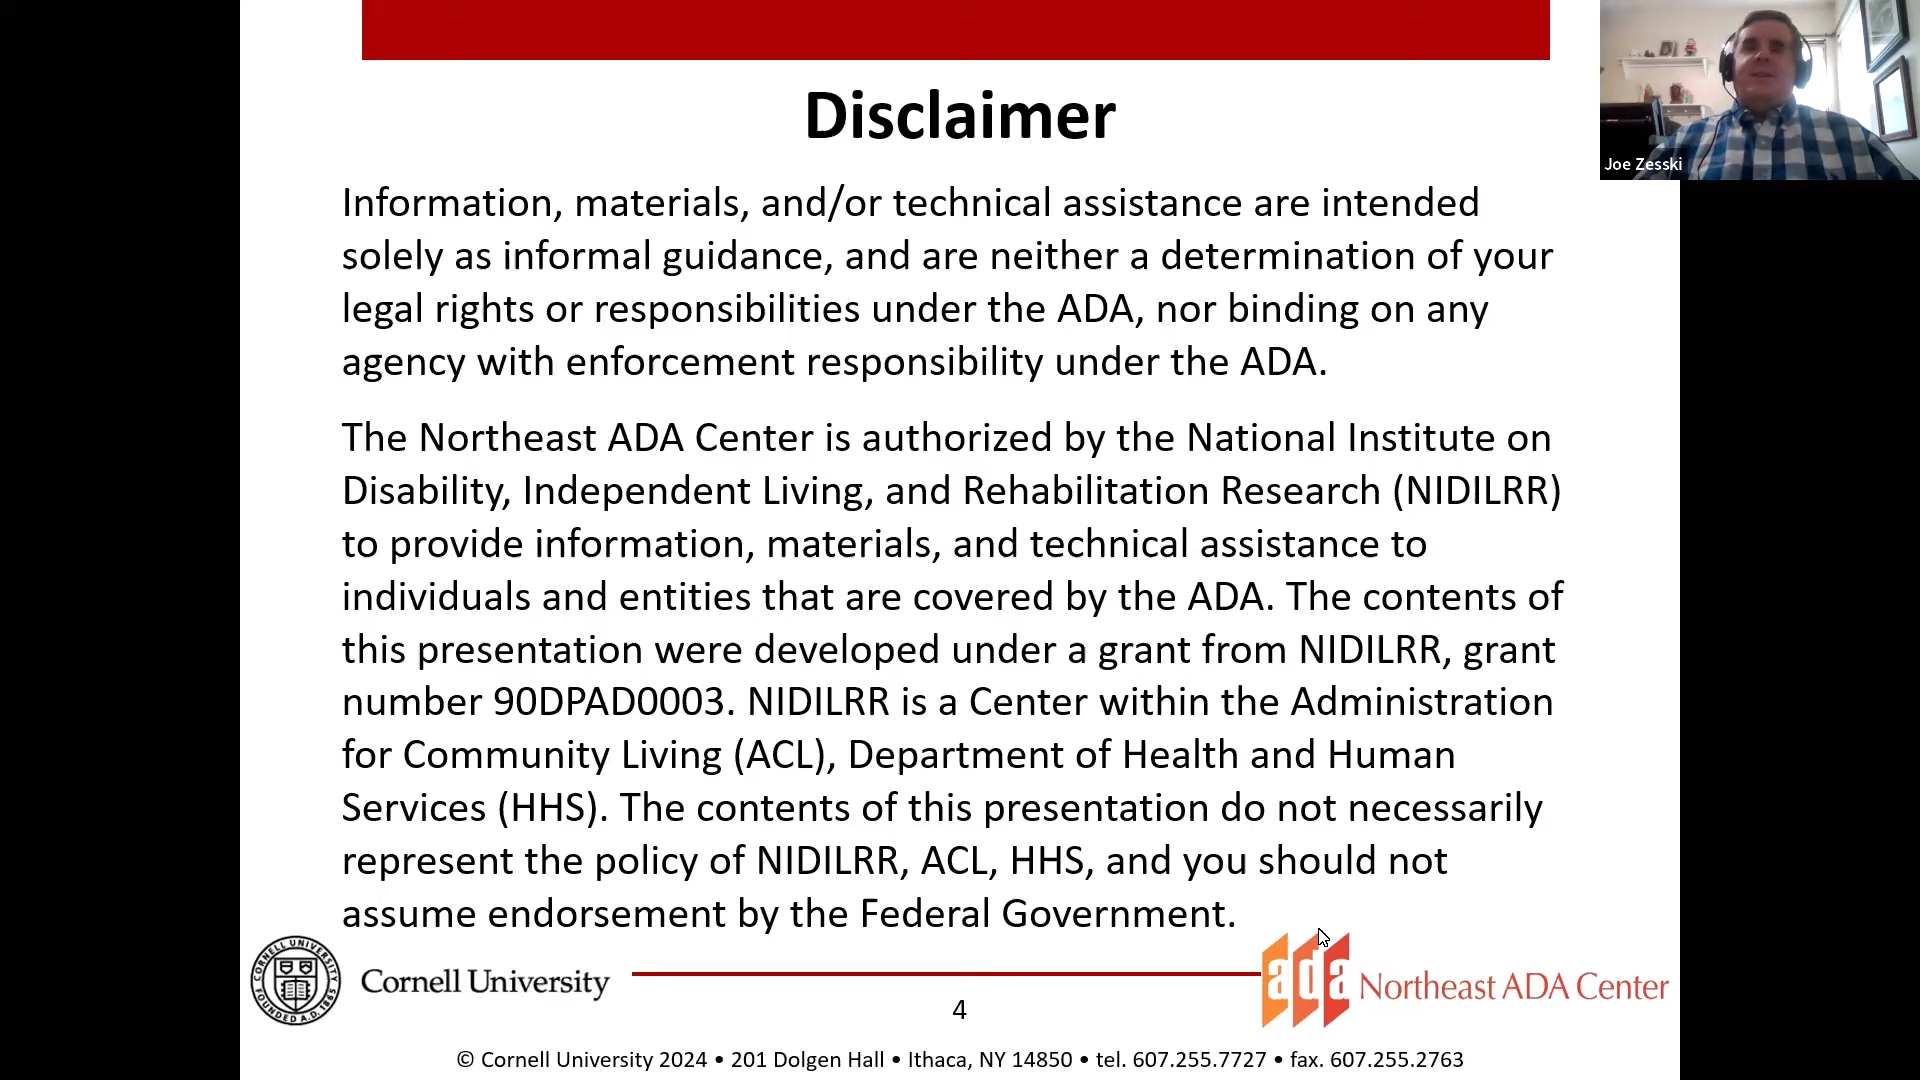 Disclaimer
Joe Zesski
Information, materials, and/or technical assistance are intended
solely as informal guidance, and are neither a determination of your
legal rights or responsibilities under the ADA, nor binding on any
agency with enforcement responsibility under the ADA.
The Northeast ADA Center is authorized by the National Institute on
Disability, Independent Living, and Rehabilitation Research (NIDILRR)
to provide information, materials, and technical assistance to
individuals and entities that are covered by the ADA. The contents of
this presentation were developed under a grant from NIDILRR, grant
number 90DPAD0003. NIDILRR is a Center within the Administration
for Community Living (ACL), Department of Health and Human
Services (HHS). The contents of this presentation do not necessarily
represent the policy of NIDILRR, ACL, HHS, and you should not
assume endorsement by the Federal Government.
CORNELL UNIVERSITY
FOUNDED A.D. 1865
Cornell University
ada
Northeast ADA Center
4
© Cornell University 2024 • 201 Dolgen Hall • Ithaca, NY 14850 • tel. 607.255.7727 • fax. 607.255.2763